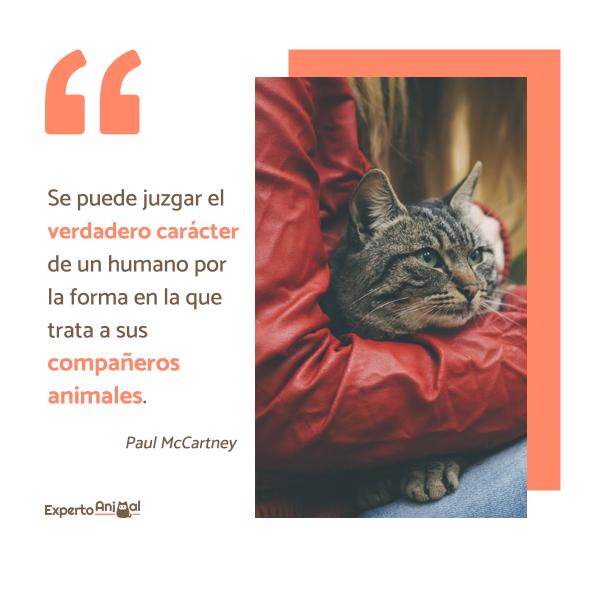 Se puede juzgar el
verdadero carácter
de un humano por
la forma en la que
trata a sus
compañeros
animales.
Paul McCartney
ExpertoAnimal